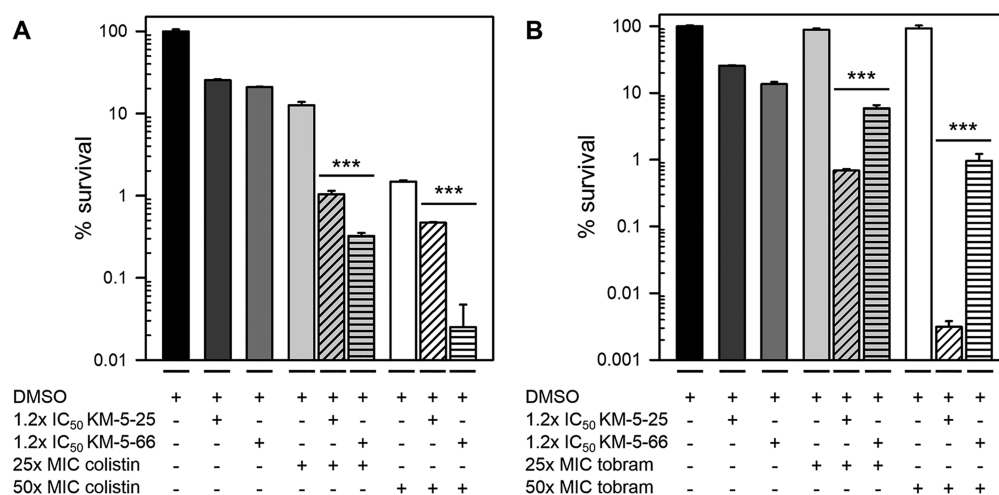 A
% survival
100
10
1
0.1
0.01
***
***
DMSO + + + + + + + + +
1.2x IC₅₀ KM-5-25 - + - - + - - + -
1.2x IC₅₀ KM-5-66 - - + - - + - - +
25x MIC colistin - - - + + + - - -
50x MIC colistin - - - - - - + + +
B
% survival
100
10
1
0.1
0.01
0.001
***
***
DMSO + + + + + + + + +
1.2x IC₅₀ KM-5-25 - + - - + - - + -
1.2x IC₅₀ KM-5-66 - - + - - + - - +
25x MIC tobram - - - + + + - - -
50x MIC tobram - - - - - - + + +